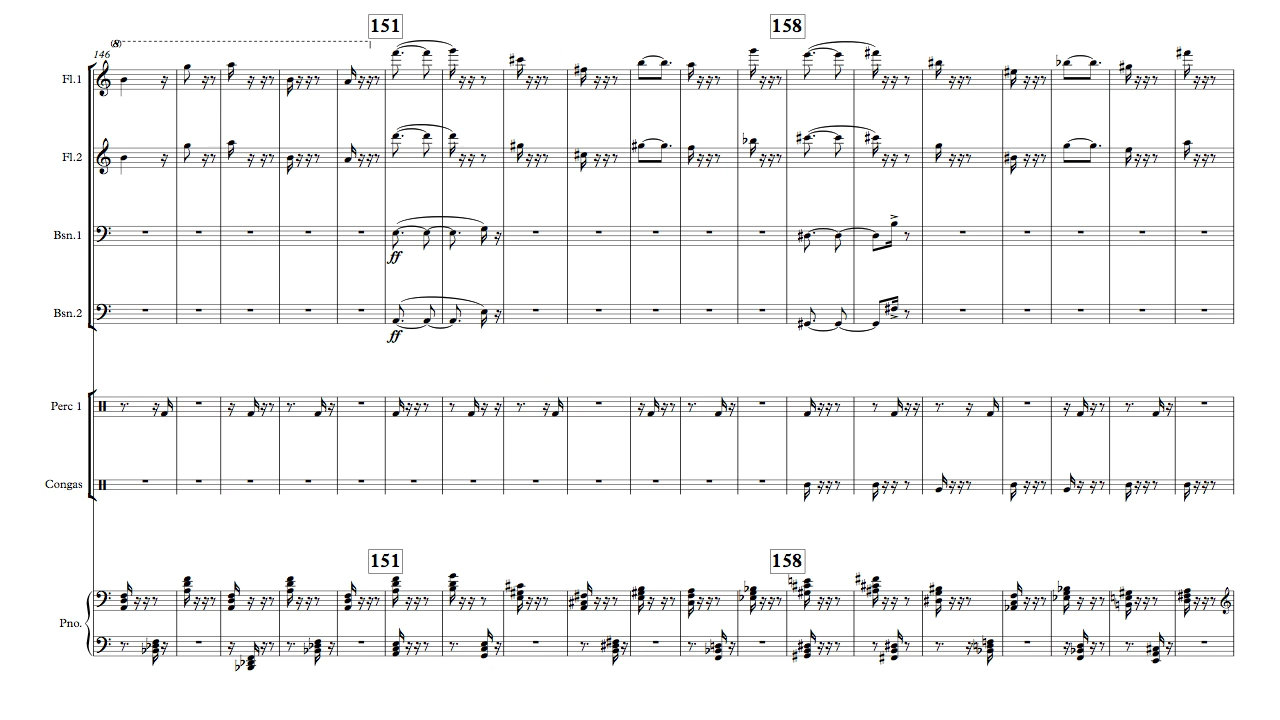 151
158
(8)
146
Fl.1
Fl.2
Bsn.1
ff
Bsn.2
ff
Perc 1
Congas
151
158
Pno.